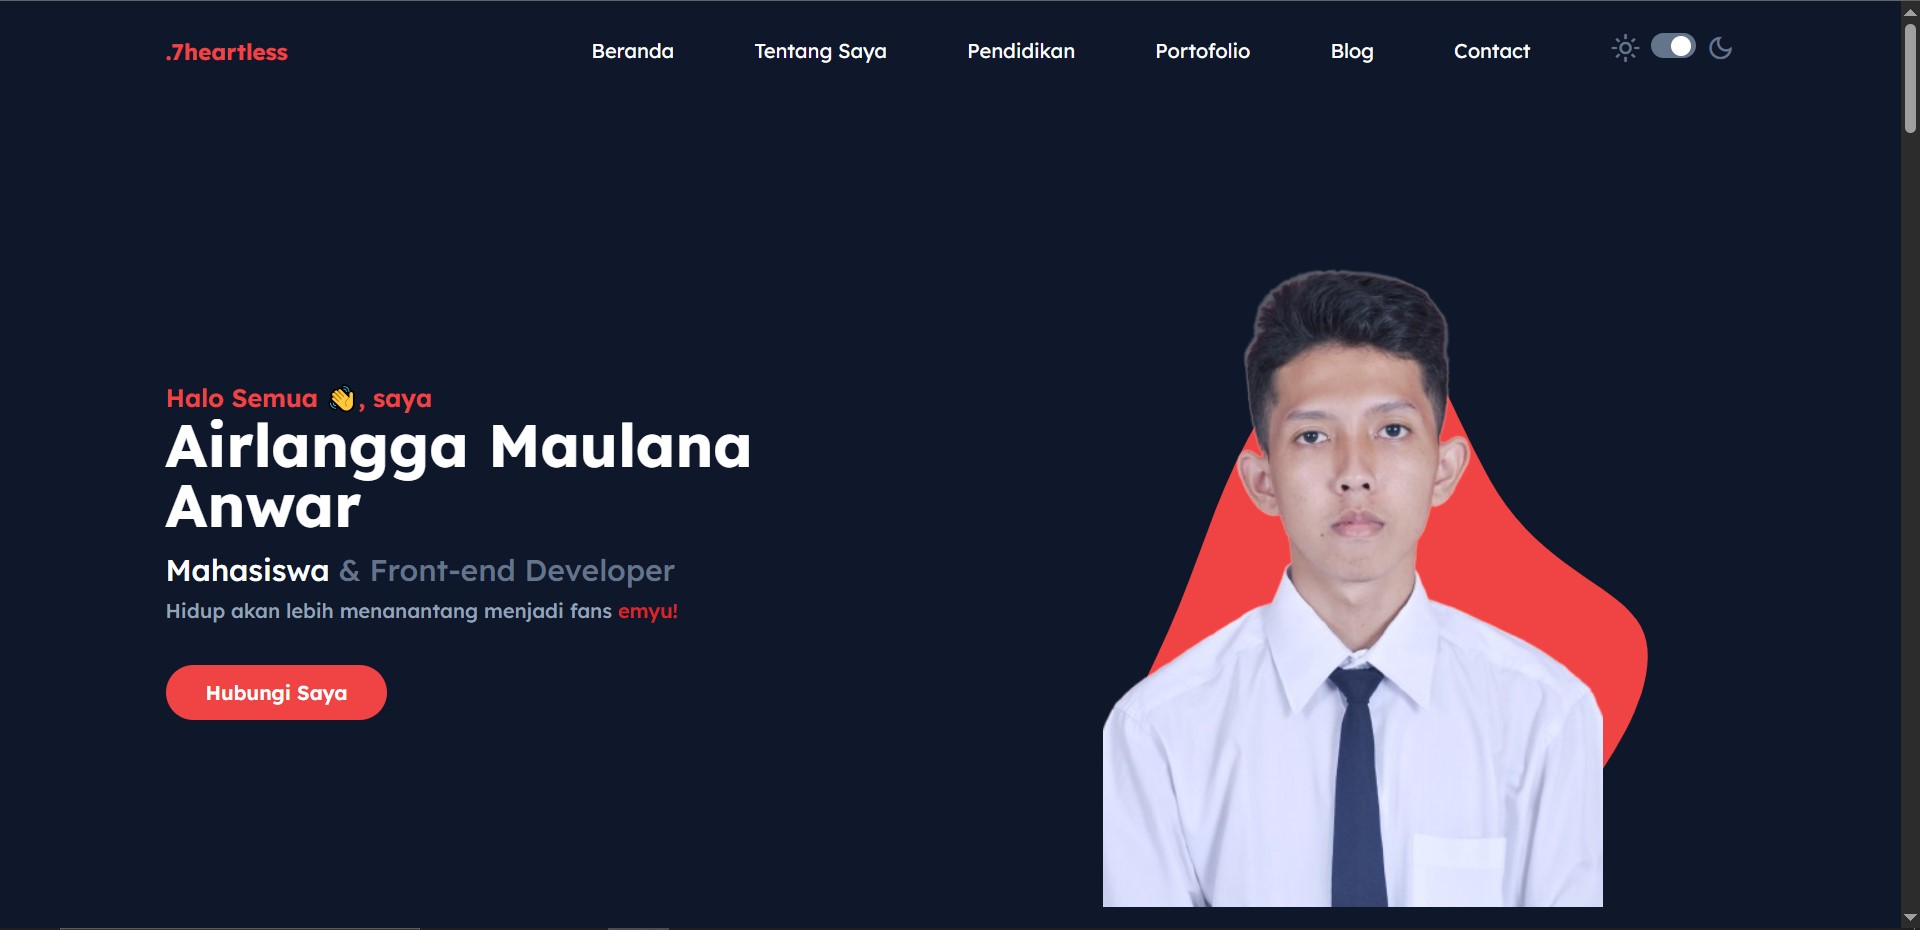 .7heartless
Beranda
Tentang Saya
Pendidikan
Portofolio
Blog
Contact
Halo Semua 👋, saya
Airlangga Maulana
Anwar
Mahasiswa & Front-end Developer
Hidup akan lebih menanantang menjadi fans emyu!
Hubungi Saya